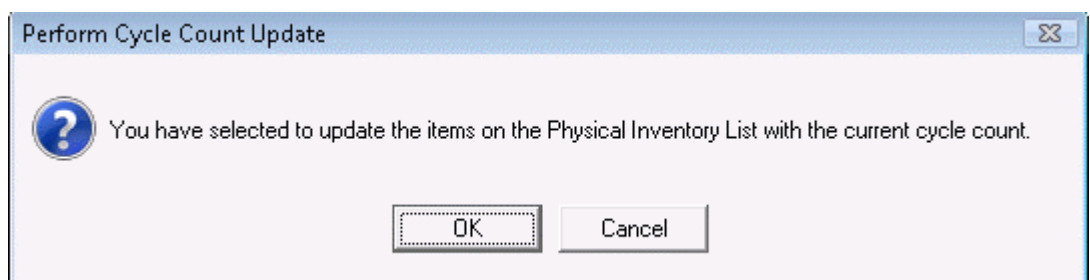 Perform Cycle Count Update
You have selected to update the items on the Physical Inventory List with the current cycle count.
OK
Cancel